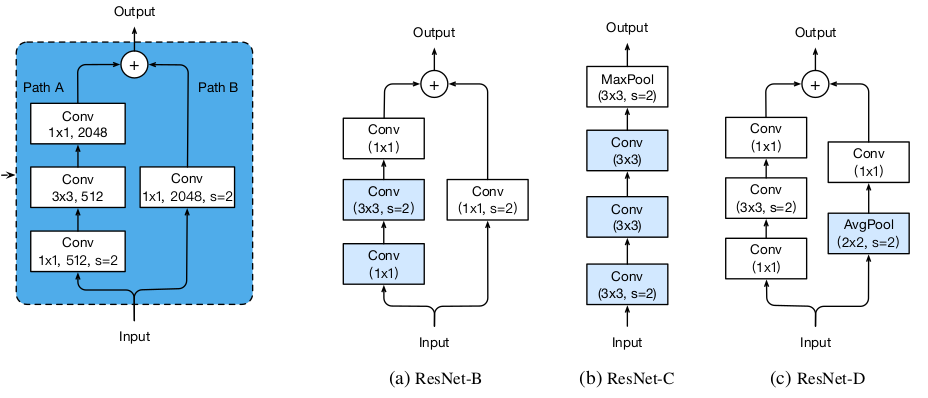 Output
Path A
Path B
+
Conv
1x1, 2048
Conv
3x3, 512
Conv
1x1, 2048, s=2
Conv
1x1, 512, s=2
Input
Output
+
Conv
(1x1)
Conv
(3x3, s=2)
Conv
(1x1, s=2)
Conv
(1x1)
Input
(a) ResNet-B
Output
MaxPool
(3x3, s=2)
Conv
(3x3)
Conv
(3x3)
Conv
(3x3, s=2)
Input
(b) ResNet-C
Output
+
Conv
(1x1)
Conv
(1x1)
Conv
(3x3, s=2)
AvgPool
(2x2, s=2)
Conv
(1x1)
Input
(c) ResNet-D